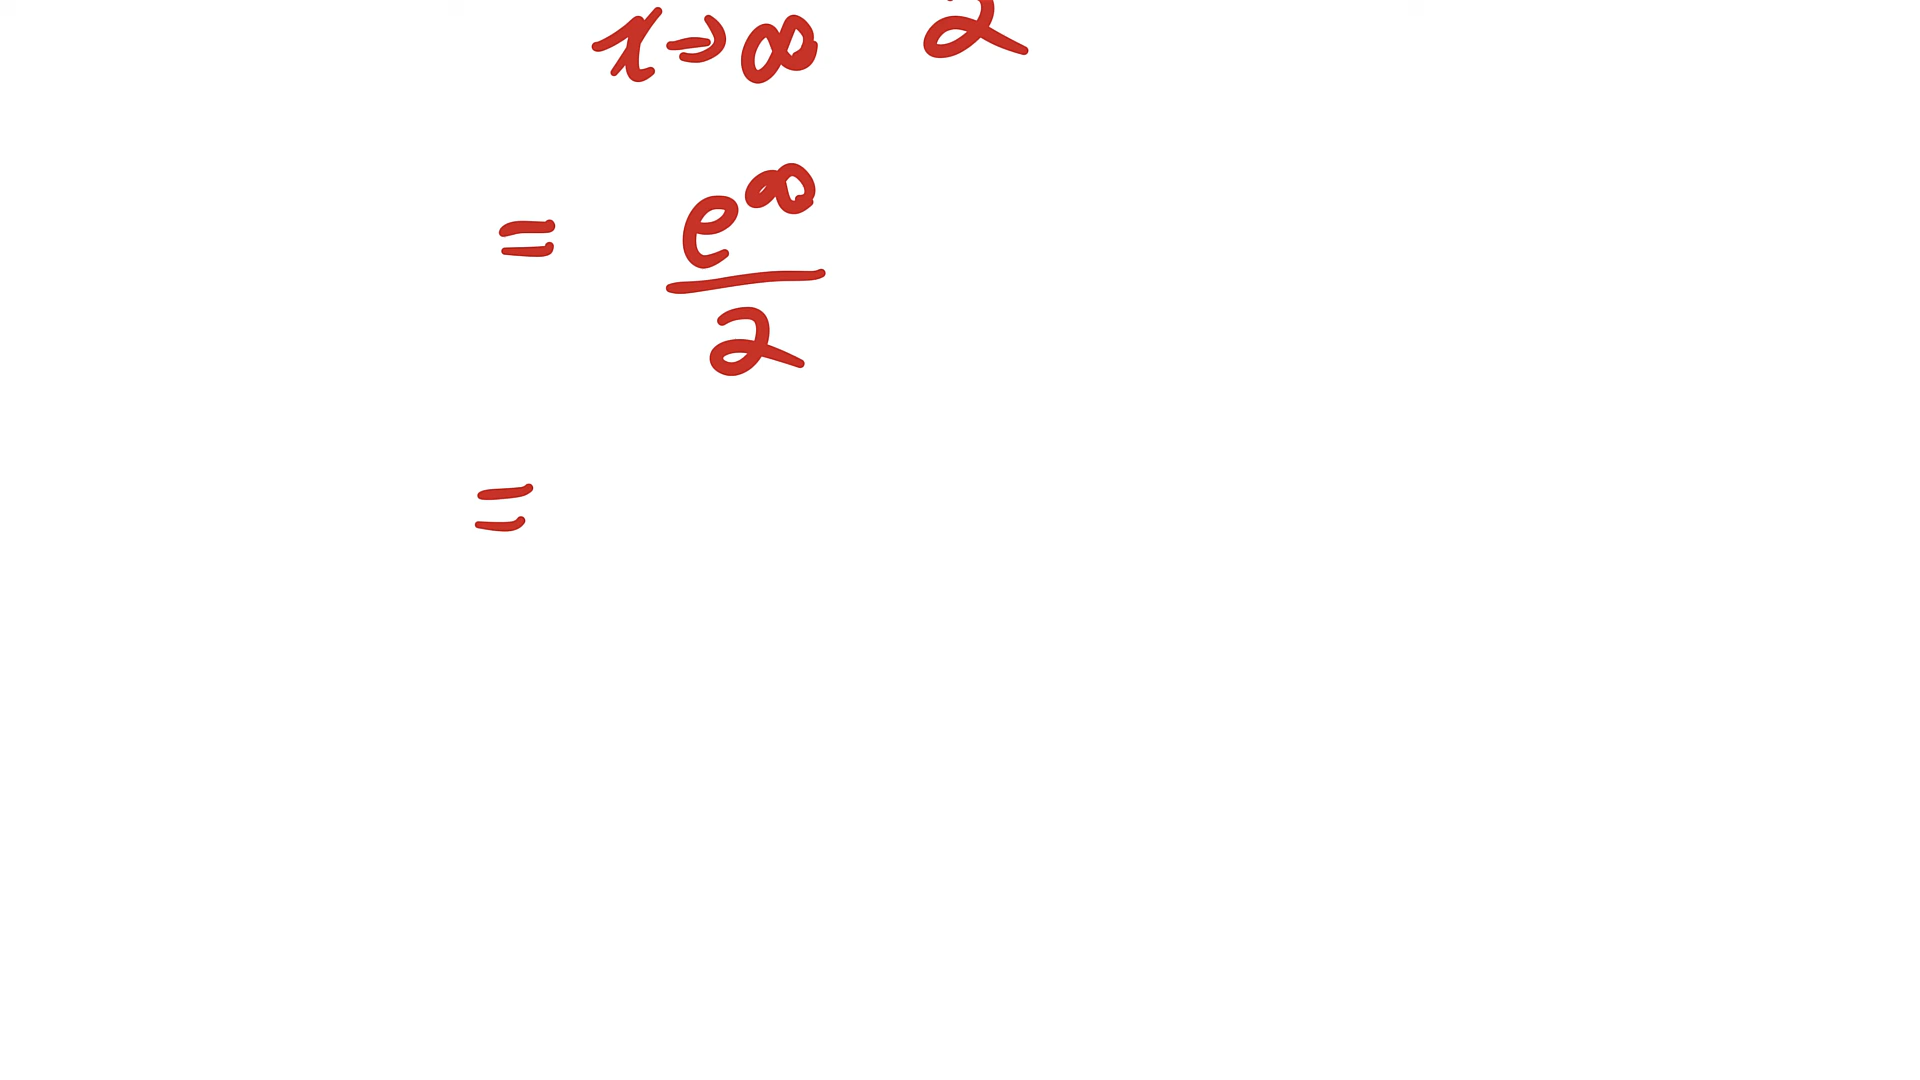 x→∞ 2
= e^∞/2
=